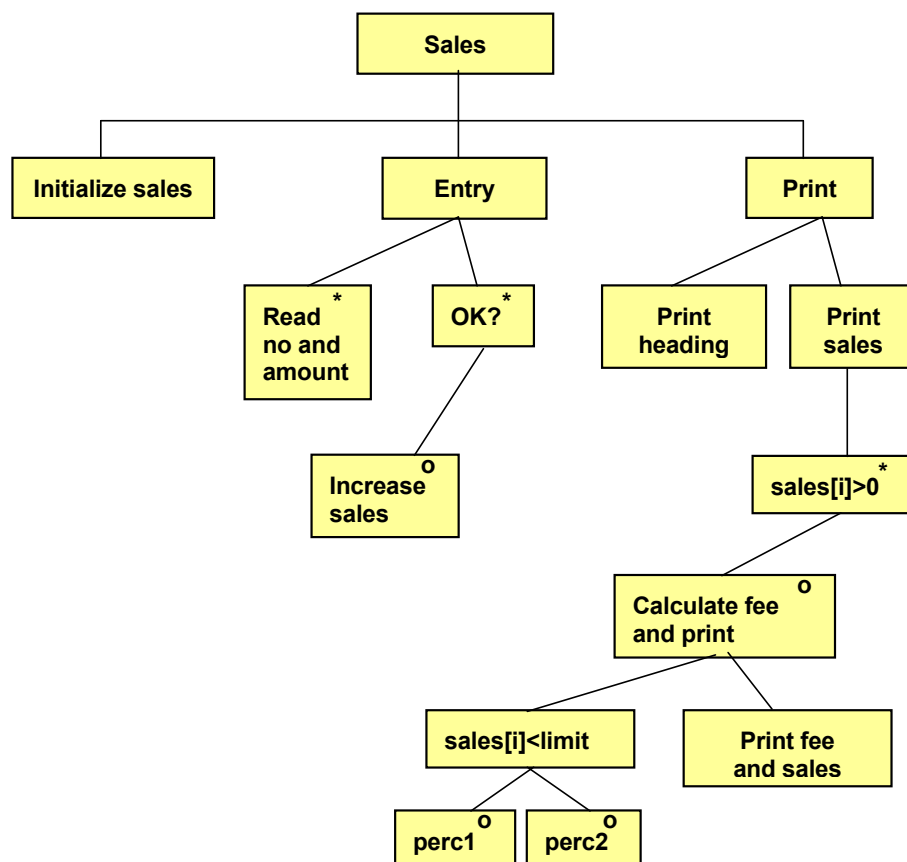 Sales
Initialize sales
Entry
Print
Read *
no and
amount
OK? *
Print
heading
Print
sales
Increase o
sales
sales[i]>0 *
Calculate fee o
and print
sales[i]<limit
Print fee
and sales
perc1 o
perc2 o